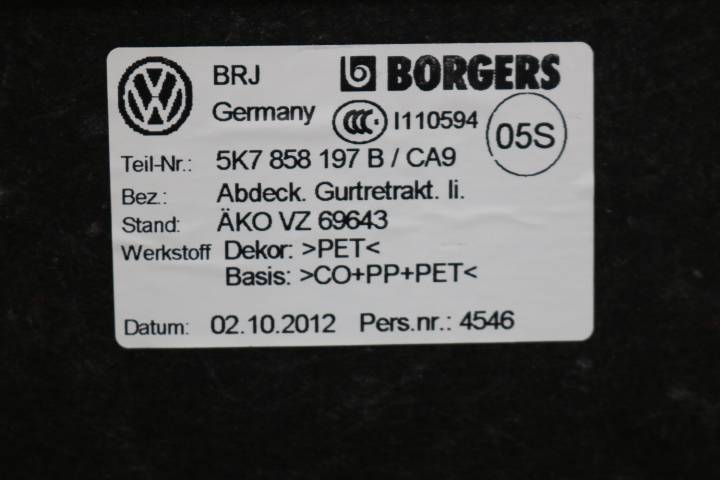 BRJ BORGERS
Germany CCC I110594 05S
Teil-Nr.: 5K7 858 197 B / CA9
Bez.: Abdeck. Gurtretrakt. li.
Stand: ÄKO VZ 69643
Werkstoff Dekor: >PET<
Basis: >CO+PP+PET<
Datum: 02.10.2012 Pers.nr.: 4546